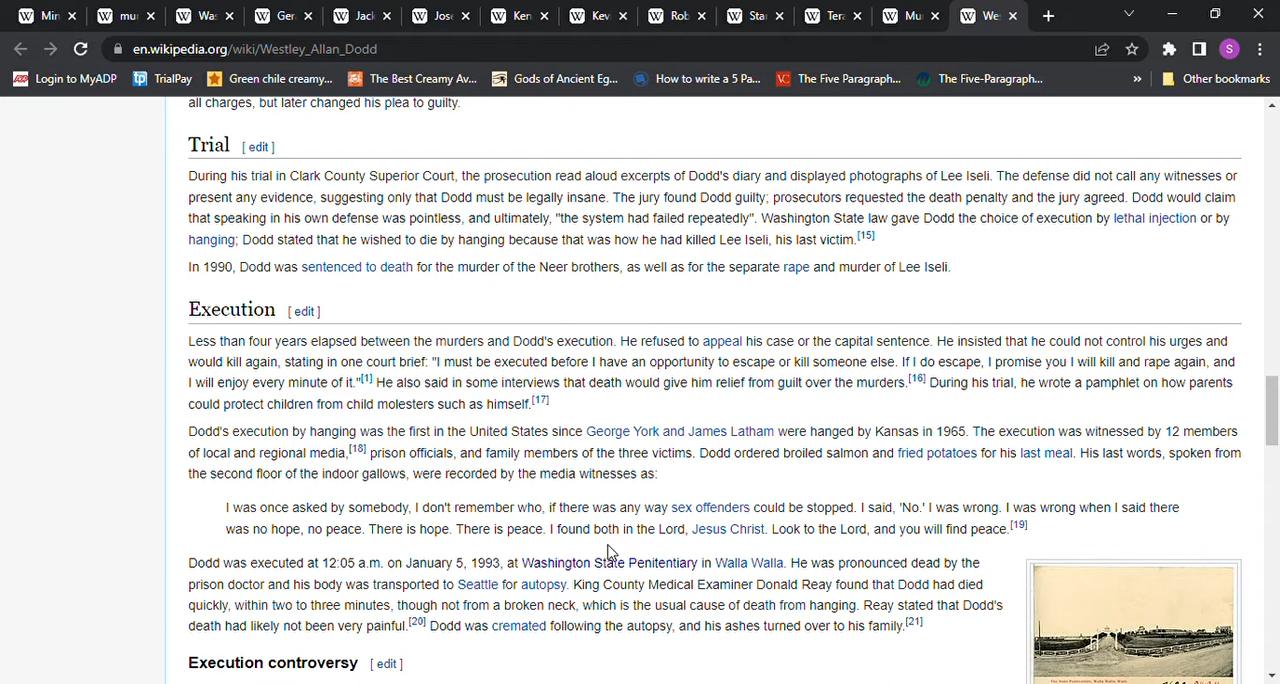 Min
mur
Was
Ger
Jack
Jose
Ken
Kev
Rob
Star
Tera
Mu
Wes
en.wikipedia.org/wiki/Westley_Allan_Dodd
S
Login to MyADP
tp TrialPay
Green chile creamy...
The Best Creamy Av...
Gods of Ancient Eg...
How to write a 5 Pa...
VC The Five Paragraph...
The Five-Paragraph...
»
Other bookmarks
all charges, but later changed his plea to guilty.
Trial [ edit ]
During his trial in Clark County Superior Court, the prosecution read aloud excerpts of Dodd's diary and displayed photographs of Lee Iseli. The defense did not call any witnesses or
present any evidence, suggesting only that Dodd must be legally insane. The jury found Dodd guilty; prosecutors requested the death penalty and the jury agreed. Dodd would claim
that speaking in his own defense was pointless, and ultimately, "the system had failed repeatedly". Washington State law gave Dodd the choice of execution by lethal injection or by
hanging; Dodd stated that he wished to die by hanging because that was how he had killed Lee Iseli, his last victim.[15]
In 1990, Dodd was sentenced to death for the murder of the Neer brothers, as well as for the separate rape and murder of Lee Iseli.
Execution [ edit ]
Less than four years elapsed between the murders and Dodd's execution. He refused to appeal his case or the capital sentence. He insisted that he could not control his urges and
would kill again, stating in one court brief: "I must be executed before I have an opportunity to escape or kill someone else. If I do escape, I promise you I will kill and rape again, and
I will enjoy every minute of it."[1] He also said in some interviews that death would give him relief from guilt over the murders.[16] During his trial, he wrote a pamphlet on how parents
could protect children from child molesters such as himself.[17]
Dodd's execution by hanging was the first in the United States since George York and James Latham were hanged by Kansas in 1965. The execution was witnessed by 12 members
of local and regional media,[18] prison officials, and family members of the three victims. Dodd ordered broiled salmon and fried potatoes for his last meal. His last words, spoken from
the second floor of the indoor gallows, were recorded by the media witnesses as:
I was once asked by somebody, I don't remember who, if there was any way sex offenders could be stopped. I said, 'No.' I was wrong. I was wrong when I said there
was no hope, no peace. There is hope. There is peace. I found both in the Lord, Jesus Christ. Look to the Lord, and you will find peace.[19]
Dodd was executed at 12:05 a.m. on January 5, 1993, at Washington State Penitentiary in Walla Walla. He was pronounced dead by the
prison doctor and his body was transported to Seattle for autopsy. King County Medical Examiner Donald Reay found that Dodd had died
quickly, within two to three minutes, though not from a broken neck, which is the usual cause of death from hanging. Reay stated that Dodd's
death had likely not been very painful.[20] Dodd was cremated following the autopsy, and his ashes turned over to his family.[21]
Execution controversy [ edit ]